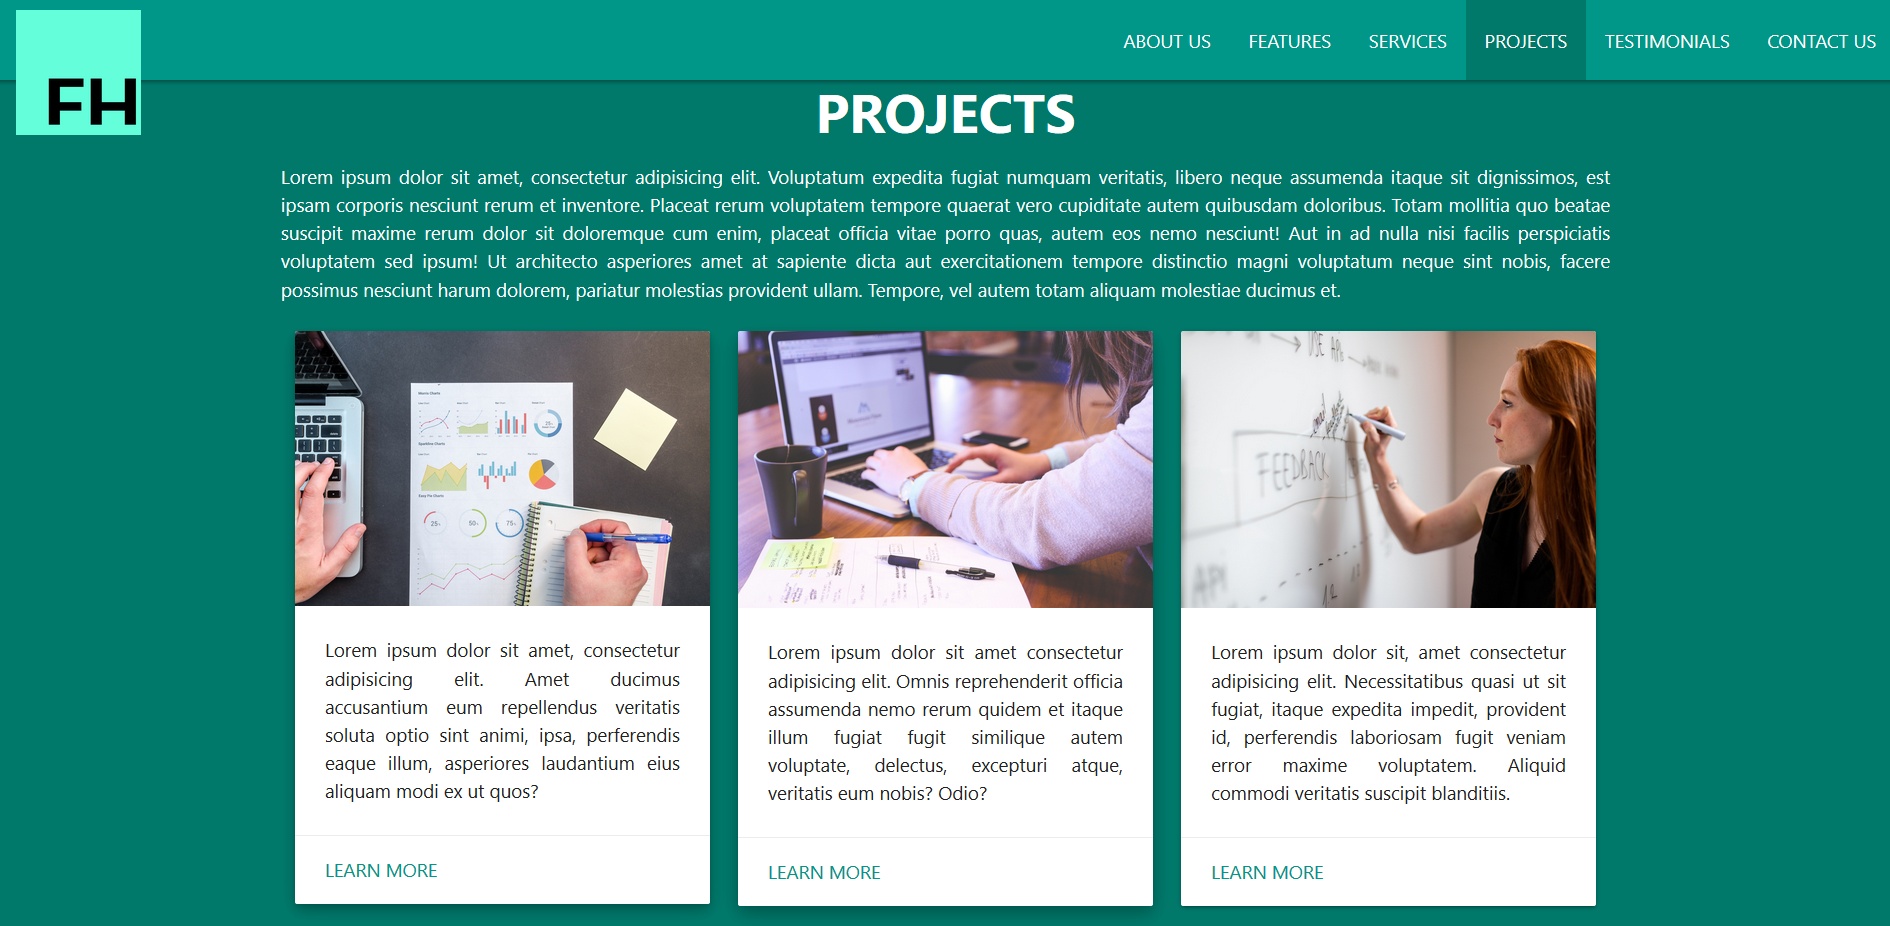 FH
ABOUT US
FEATURES
SERVICES
PROJECTS
TESTIMONIALS
CONTACT US
PROJECTS
Lorem ipsum dolor sit amet, consectetur adipisicing elit. Voluptatum expedita fugiat numquam veritatis, libero neque assumenda itaque sit dignissimos, est
ipsam corporis nesciunt rerum et inventore. Placeat rerum voluptatem tempore quaerat vero cupiditate autem quibusdam doloribus. Totam mollitia quo beatae
suscipit maxime rerum dolor sit doloremque cum enim, placeat officia vitae porro quas, autem eos nemo nesciunt! Aut in ad nulla nisi facilis perspiciatis
voluptatem sed ipsum! Ut architecto asperiores amet at sapiente dicta aut exercitationem tempore distinctio magni voluptatum neque sint nobis, facere
possimus nesciunt harum dolorem, pariatur molestias provident ullam. Tempore, vel autem totam aliquam molestiae ducimus et.
25%
50%
75%
Lorem ipsum dolor sit amet, consectetur
adipisicing elit. Amet ducimus
accusantium eum repellendus veritatis
soluta optio sint animi, ipsa, perferendis
eaque illum, asperiores laudantium eius
aliquam modi ex ut quos?
LEARN MORE
Lorem ipsum dolor sit amet consectetur
adipisicing elit. Omnis reprehenderit officia
assumenda nemo rerum quidem et itaque
illum fugiat fugit similique autem
voluptate, delectus, excepturi atque,
veritatis eum nobis? Odio?
LEARN MORE
USE APIs
FEEDBACK
API
Lorem ipsum dolor sit, amet consectetur
adipisicing elit. Necessitatibus quasi ut sit
fugiat, itaque expedita impedit, provident
id, perferendis laboriosam fugit veniam
error maxime voluptatem. Aliquid
commodi veritatis suscipit blanditiis.
LEARN MORE